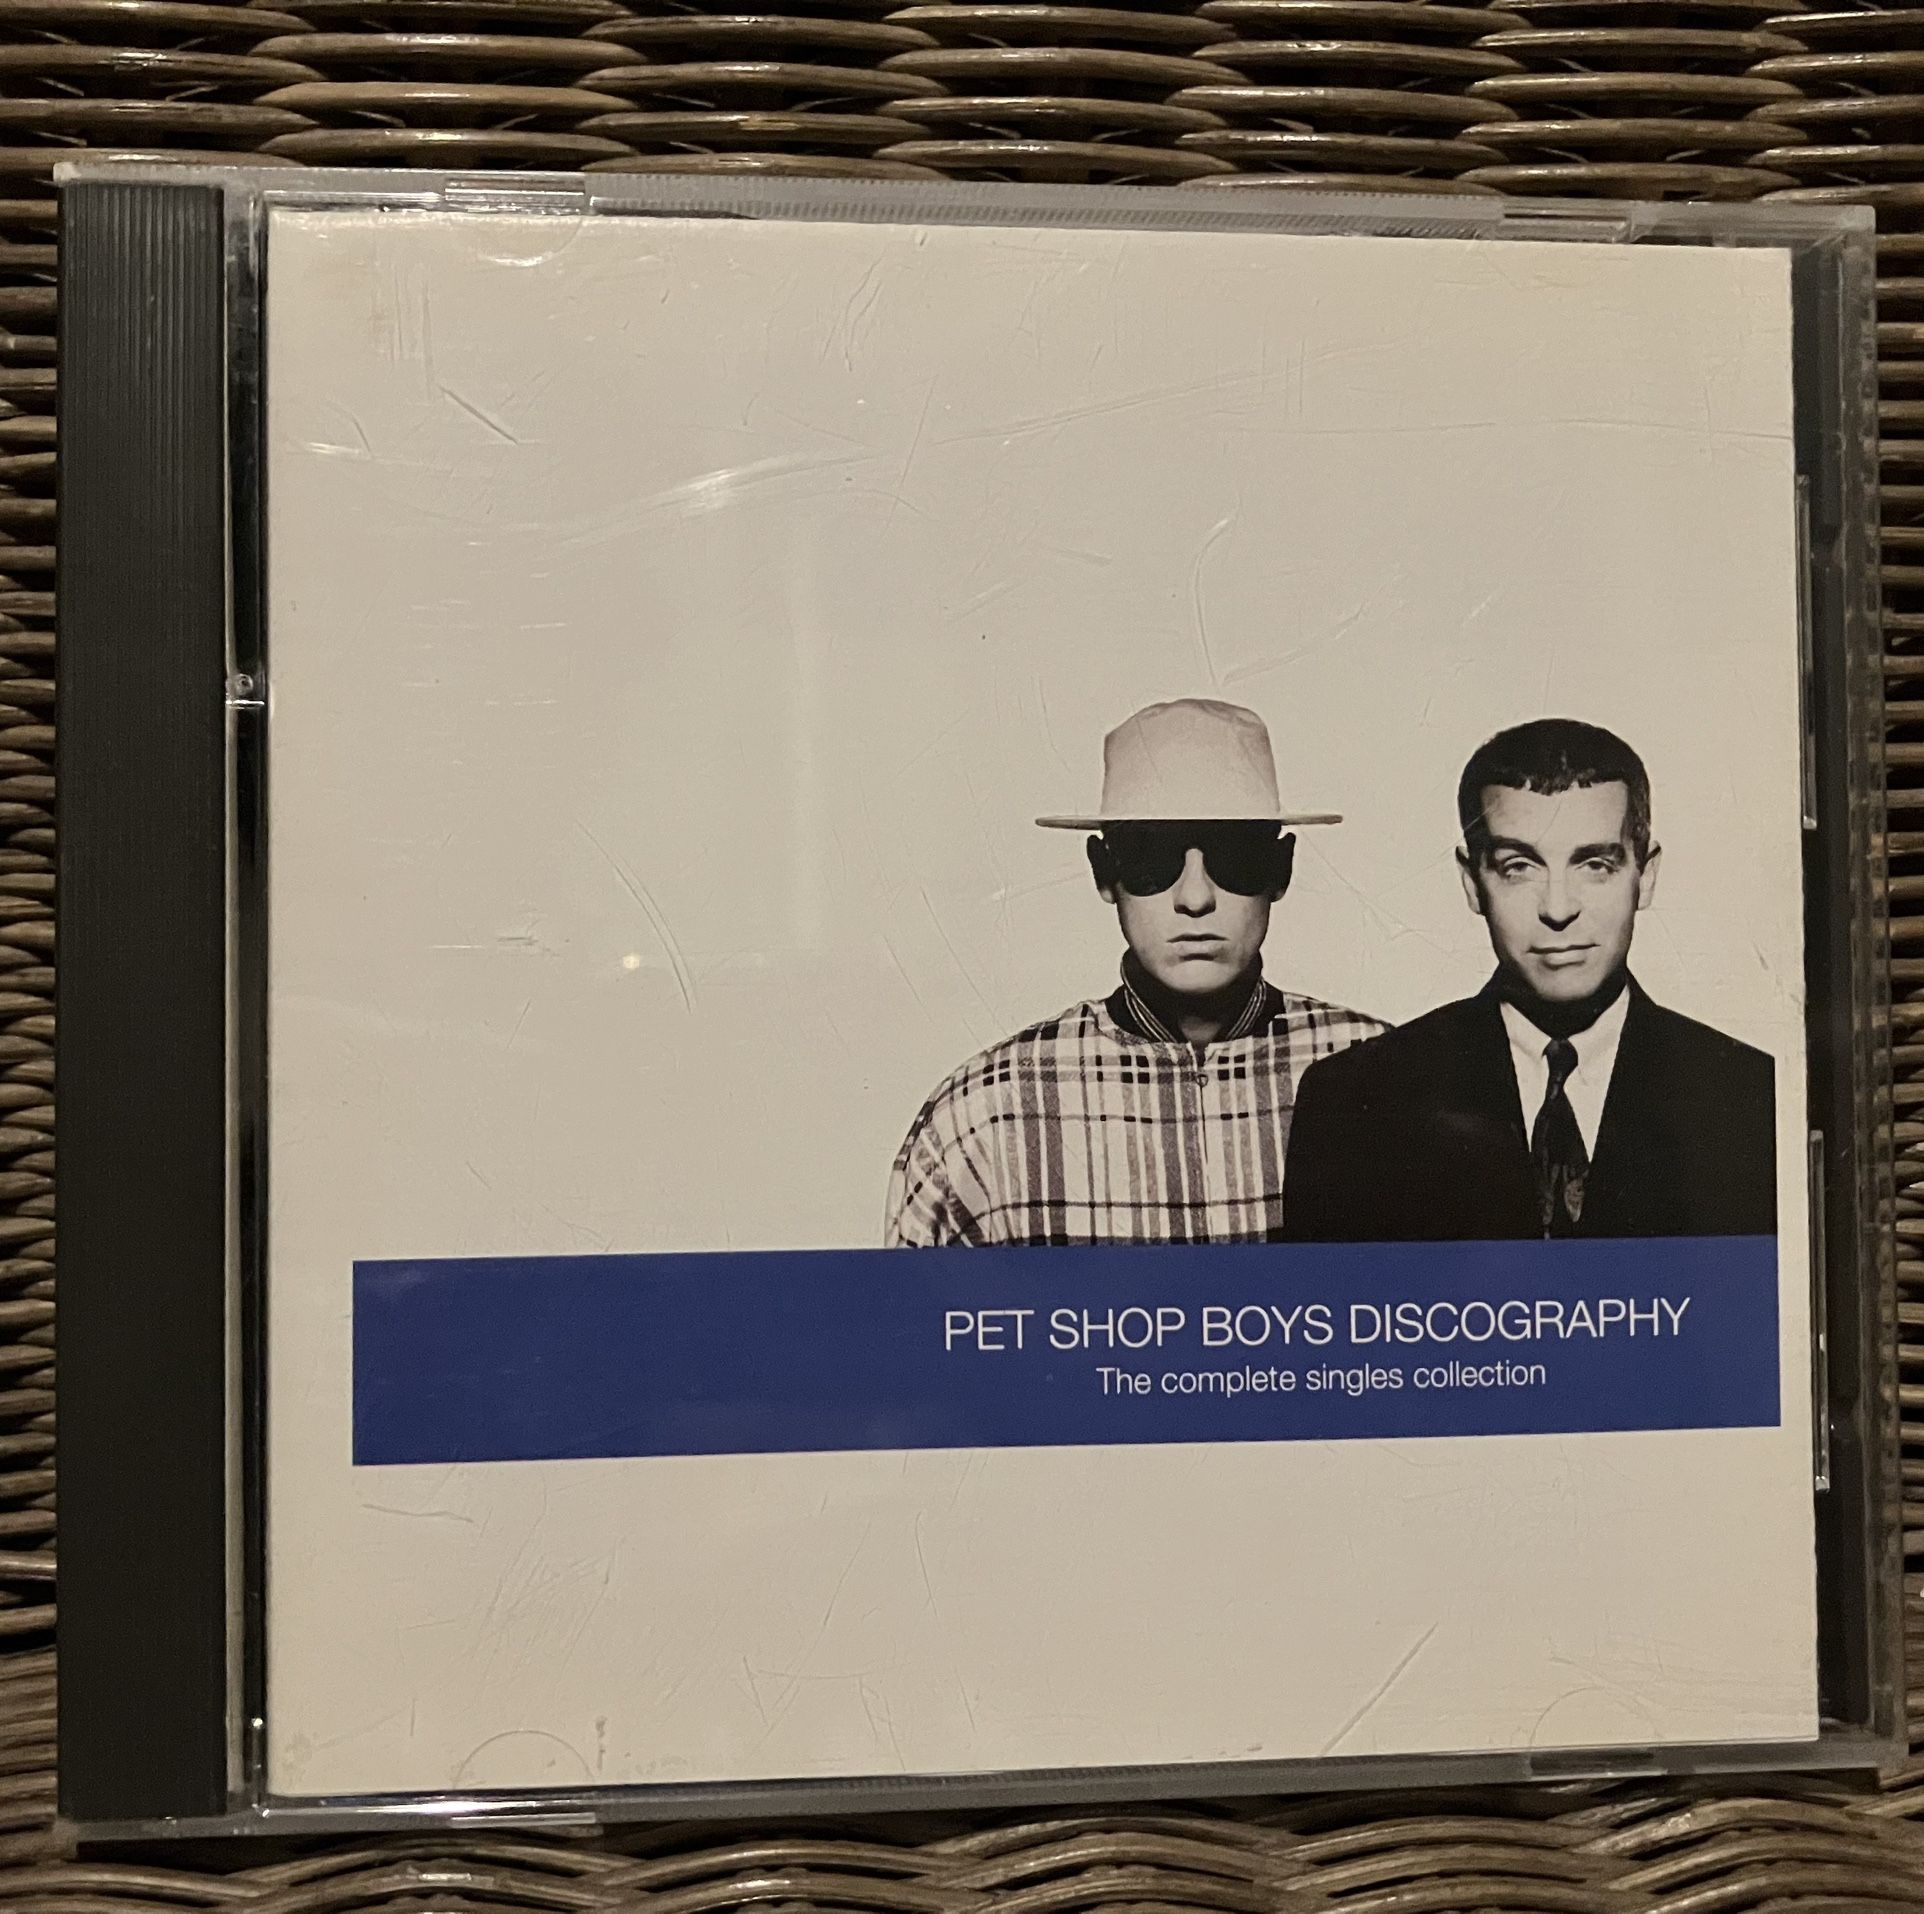 PET SHOP BOYS DISCOGRAPHY
The complete singles collection